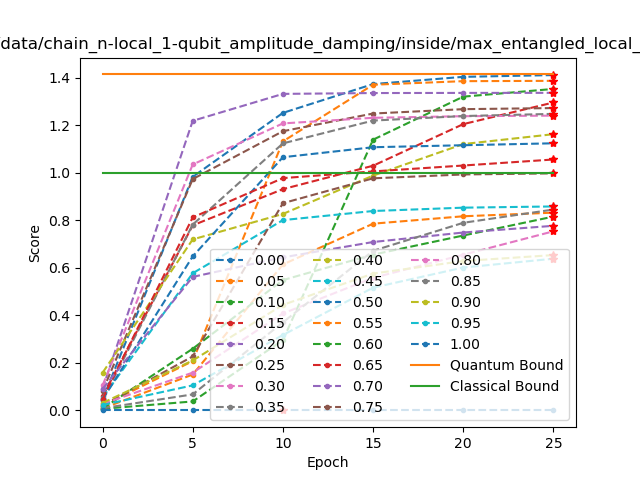 /data/chain_n-local_1-qubit_amplitude_damping/inside/max_entangled_local_
Score
1.4
1.2
1.0
0.8
0.6
0.4
0.2
0.0
0.00 0.40 0.80
0.05 0.45 0.85
0.10 0.50 0.90
0.15 0.55 0.95
0.20 0.60 1.00
0.25 0.65 Quantum Bound
0.30 0.70 Classical Bound
0.35 0.75
0 5 10 15 20 25
Epoch